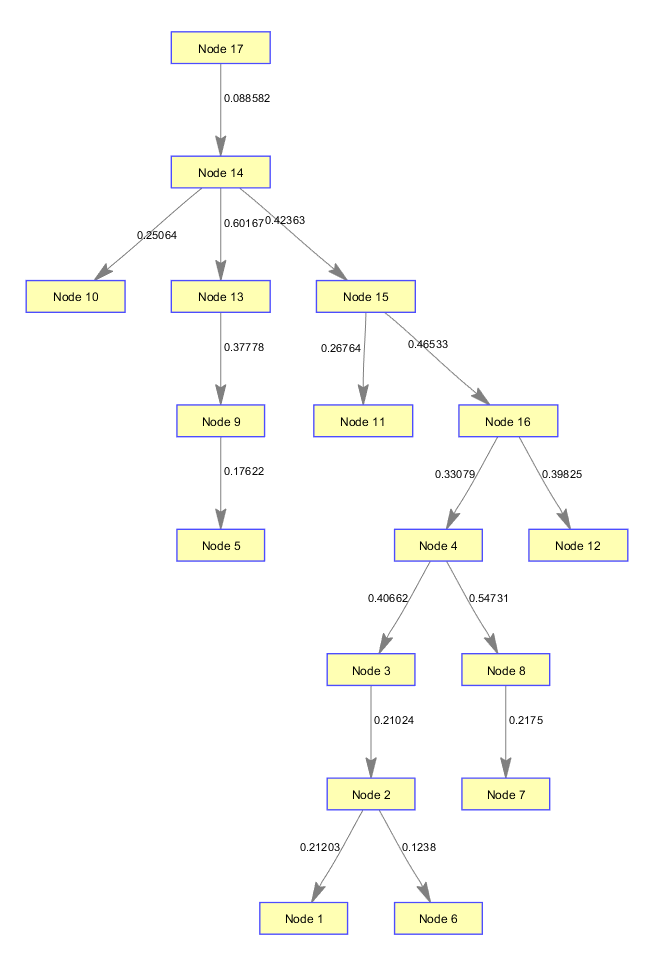 Node 17
0.088582
Node 14
0.25064
0.60167
0.42363
Node 10
Node 13
Node 15
0.37778
0.26764
0.46533
Node 9
Node 11
Node 16
0.17622
0.33079
0.39825
Node 5
Node 4
Node 12
0.40662
0.54731
Node 3
Node 8
0.21024
0.2175
Node 2
Node 7
0.21203
0.1238
Node 1
Node 6